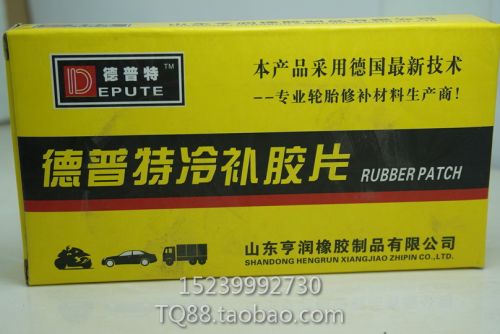 德普特™
DEPUTE
本产品采用德国最新技术
--专业轮胎修补材料生产商!
德普特冷补胶片 RUBBER PATCH
山东亨润橡胶制品有限公司
SHANDONG HENGRUN XIANGJIAO ZHIPIN CO.,LTD.
15239992730
TQ88.taobao.com